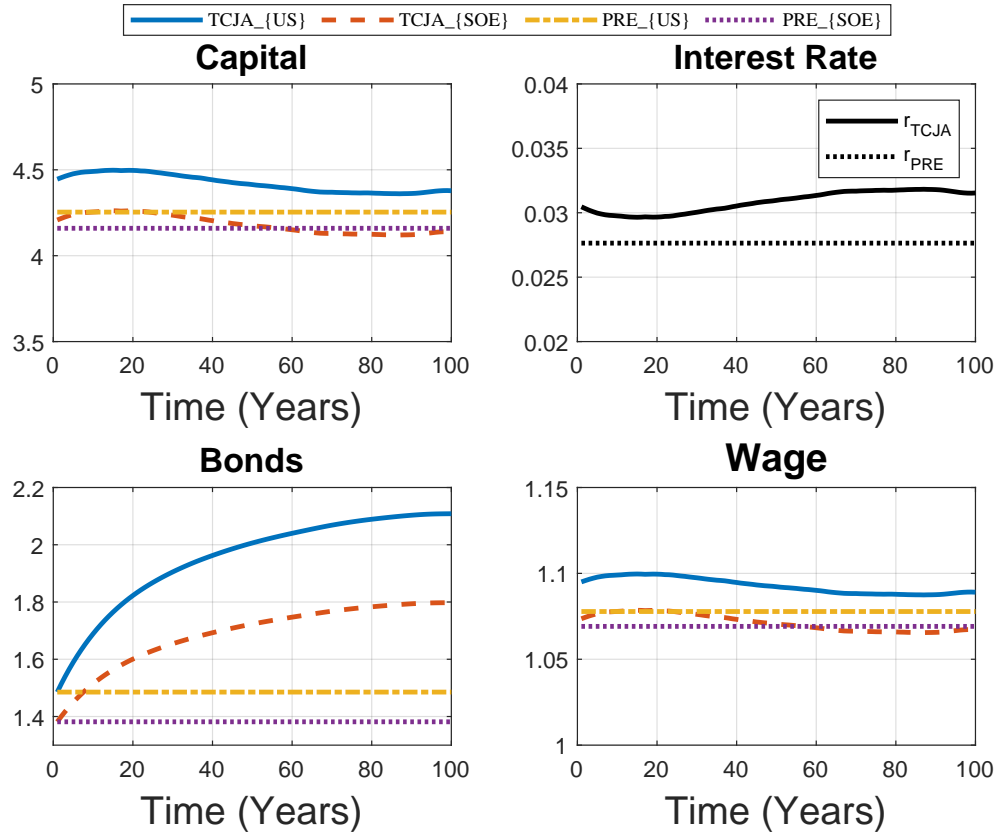 TCJA_{US} TCJA_{SOE} PRE_{US} PRE_{SOE}
Capital
5
4.5
4
3.5
0 20 40 60 80 100
Time (Years)
Interest Rate
0.04
0.035
0.03
0.025
0.02
0 20 40 60 80 100
Time (Years)
r_TCJA
r_PRE
Bonds
2.2
2
1.8
1.6
1.4
0 20 40 60 80 100
Time (Years)
Wage
1.15
1.1
1.05
1
0 20 40 60 80 100
Time (Years)